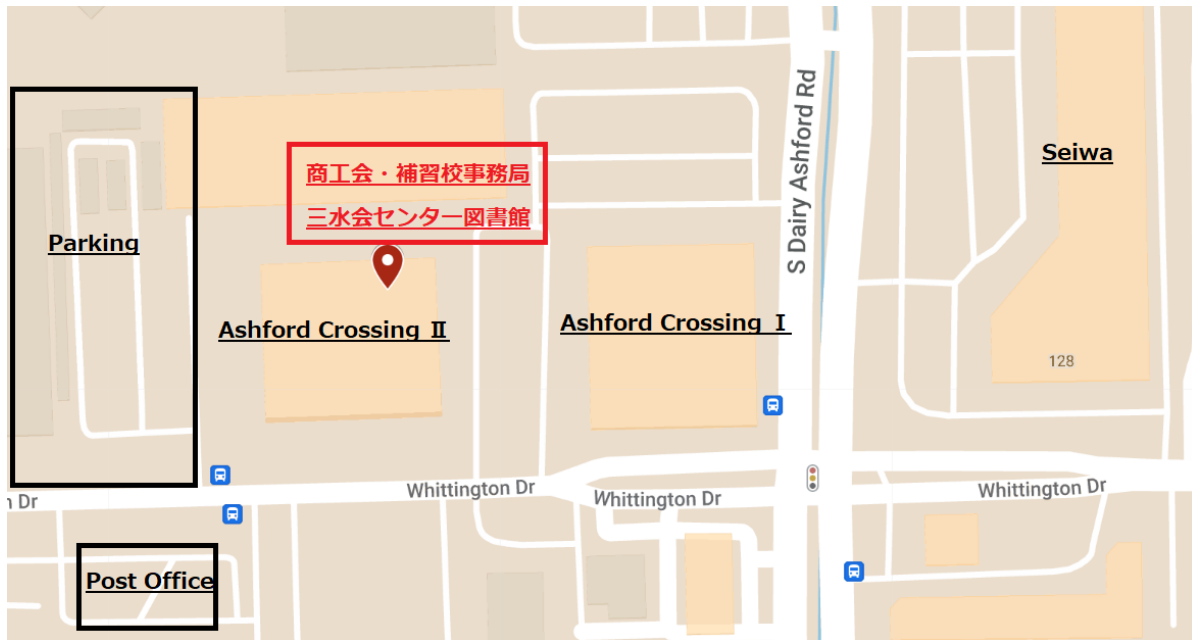 S Dairy Ashford Rd
Seiwa
商工会・補習校事務局
三水会センター図書館
Parking
Ashford Crossing Ⅱ
Ashford Crossing Ⅰ
128
Whittington Dr
Whittington Dr
Whittington Dr
n Dr
Post Office